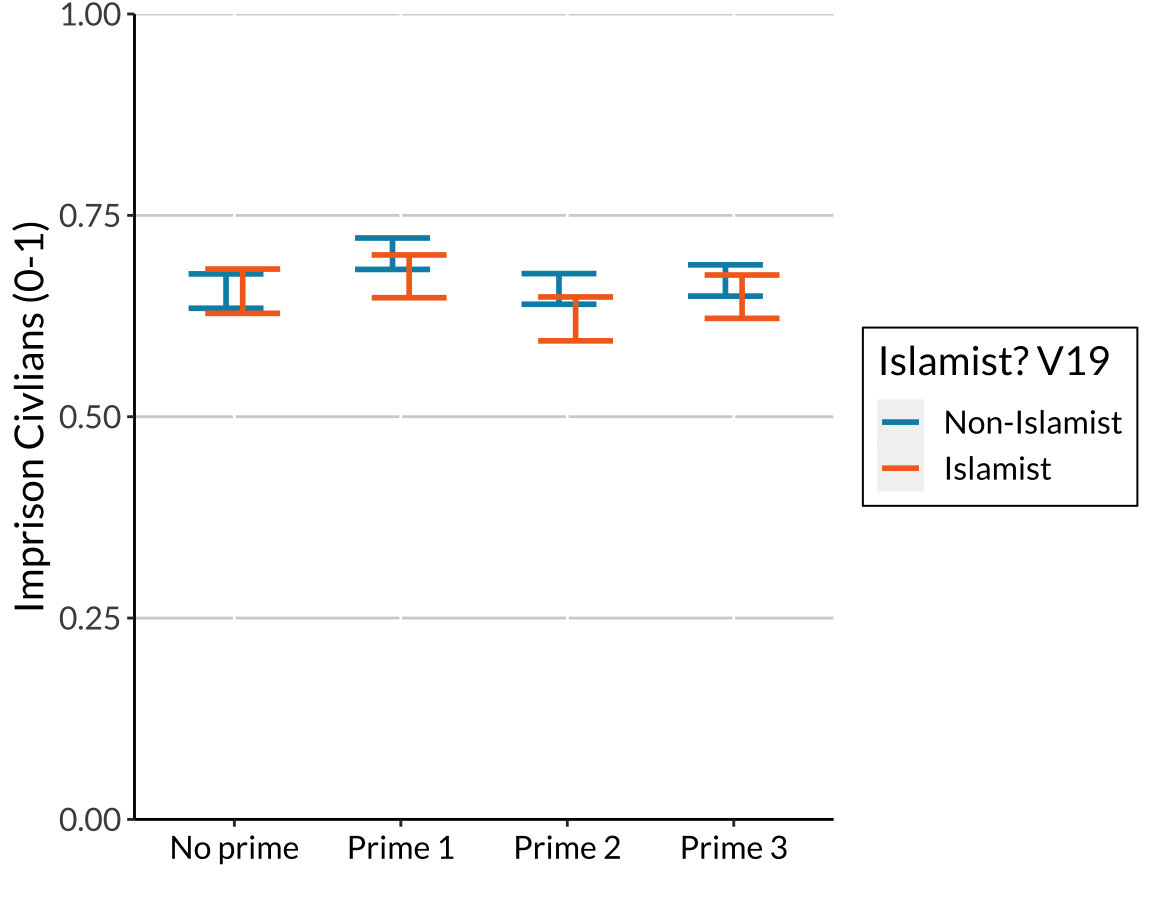 1.00
0.75
0.50
0.25
0.00
Imprison Civlians (0-1)
No prime
Prime 1
Prime 2
Prime 3
Islamist? V19
Non-Islamist
Islamist